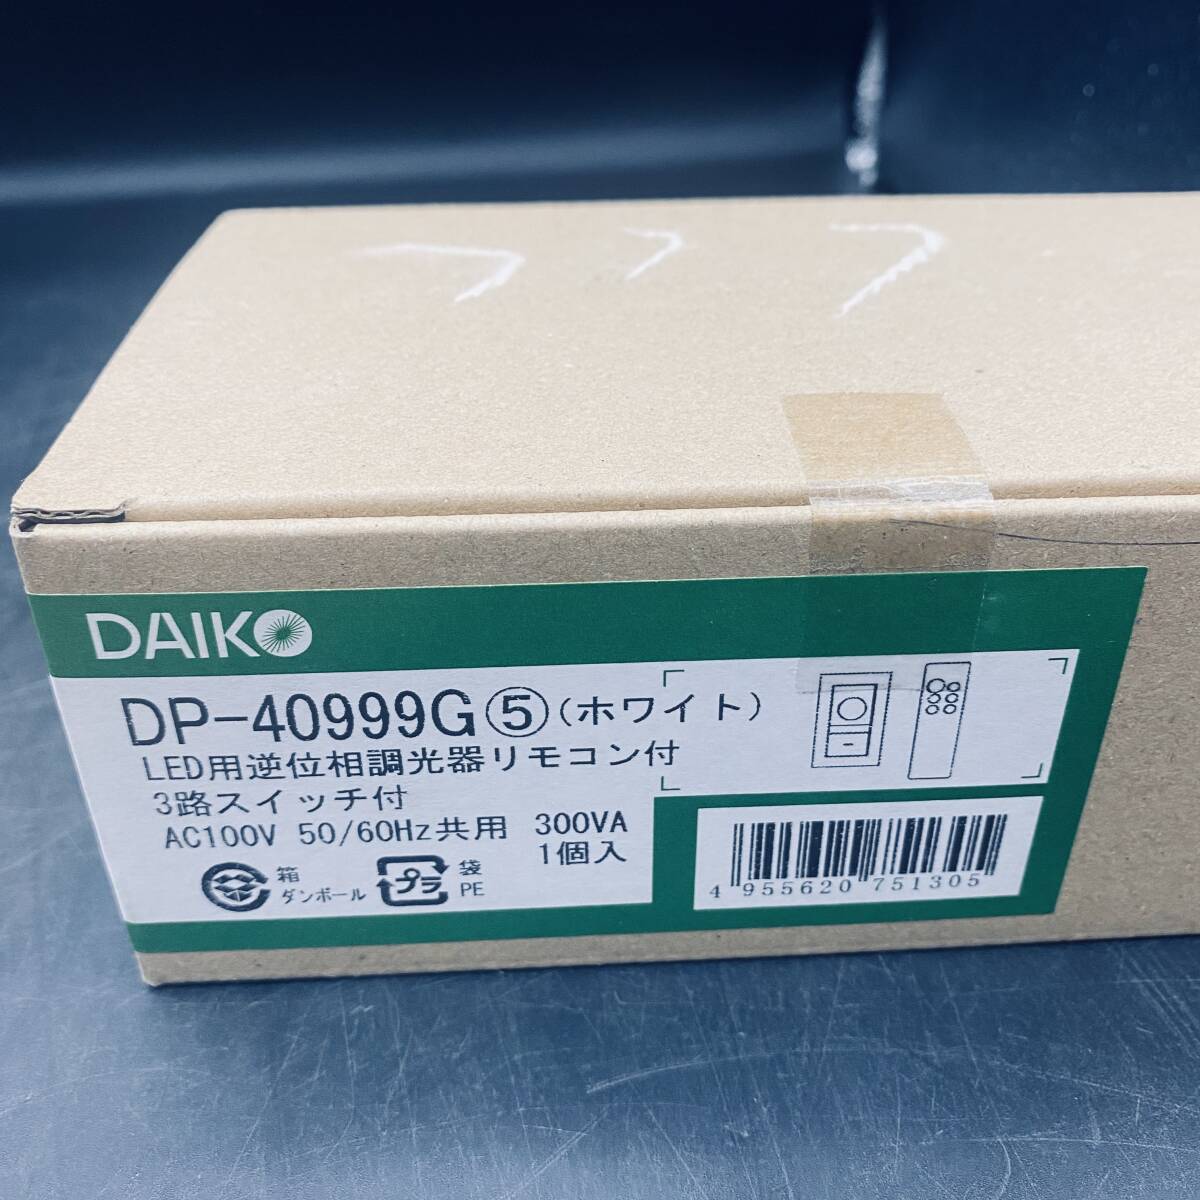 DAIKO
DP-40999G⑤(ホワイト)
LED用逆位相調光器リモコン付
3路スイッチ付
AC100V 50/60Hz共用 300VA
1個入
箱
ダンボール
プラ
袋
PE
4 955620 751305